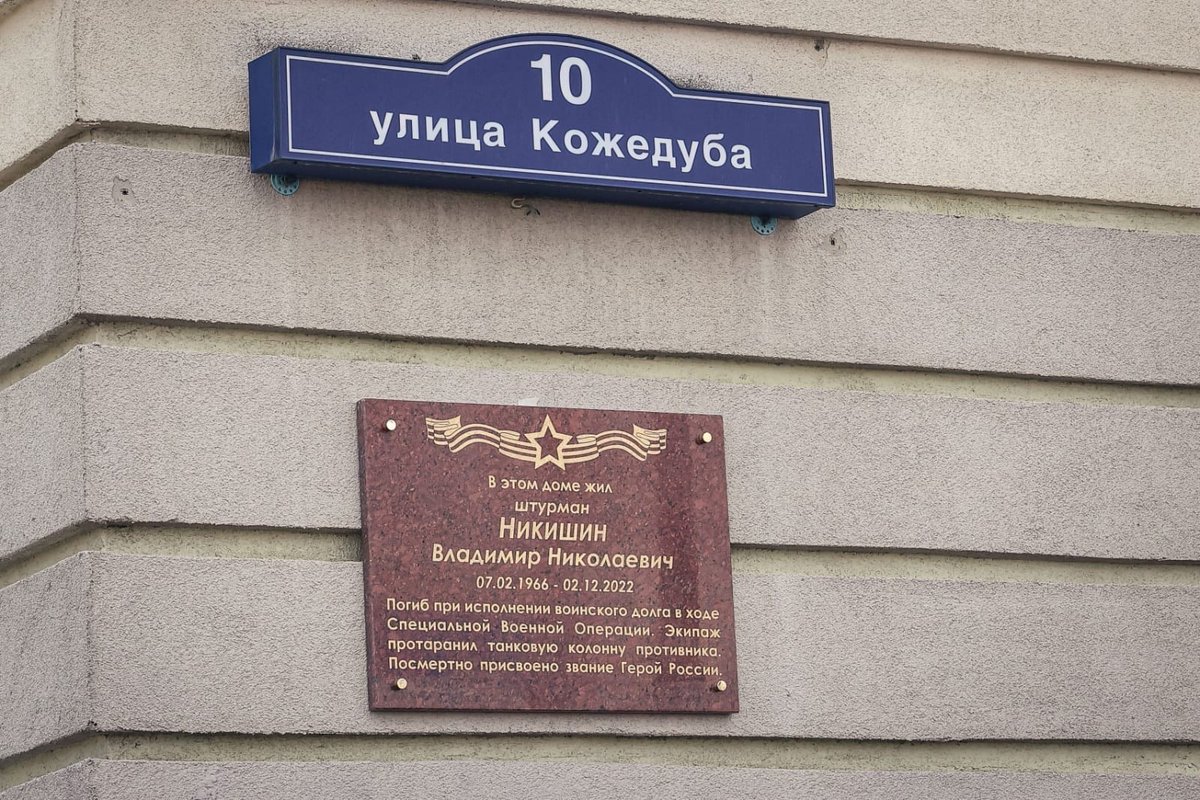 10
улица Кожедуба
В этом доме жил
штурман
НИКИШИН
Владимир Николаевич
07.02.1966 - 02.12.2022
Погиб при исполнении воинского долга в ходе
Специальной Военной Операции. Экипаж
протаранил танковую колонну противника.
Посмертно присвоено звание Герой России.